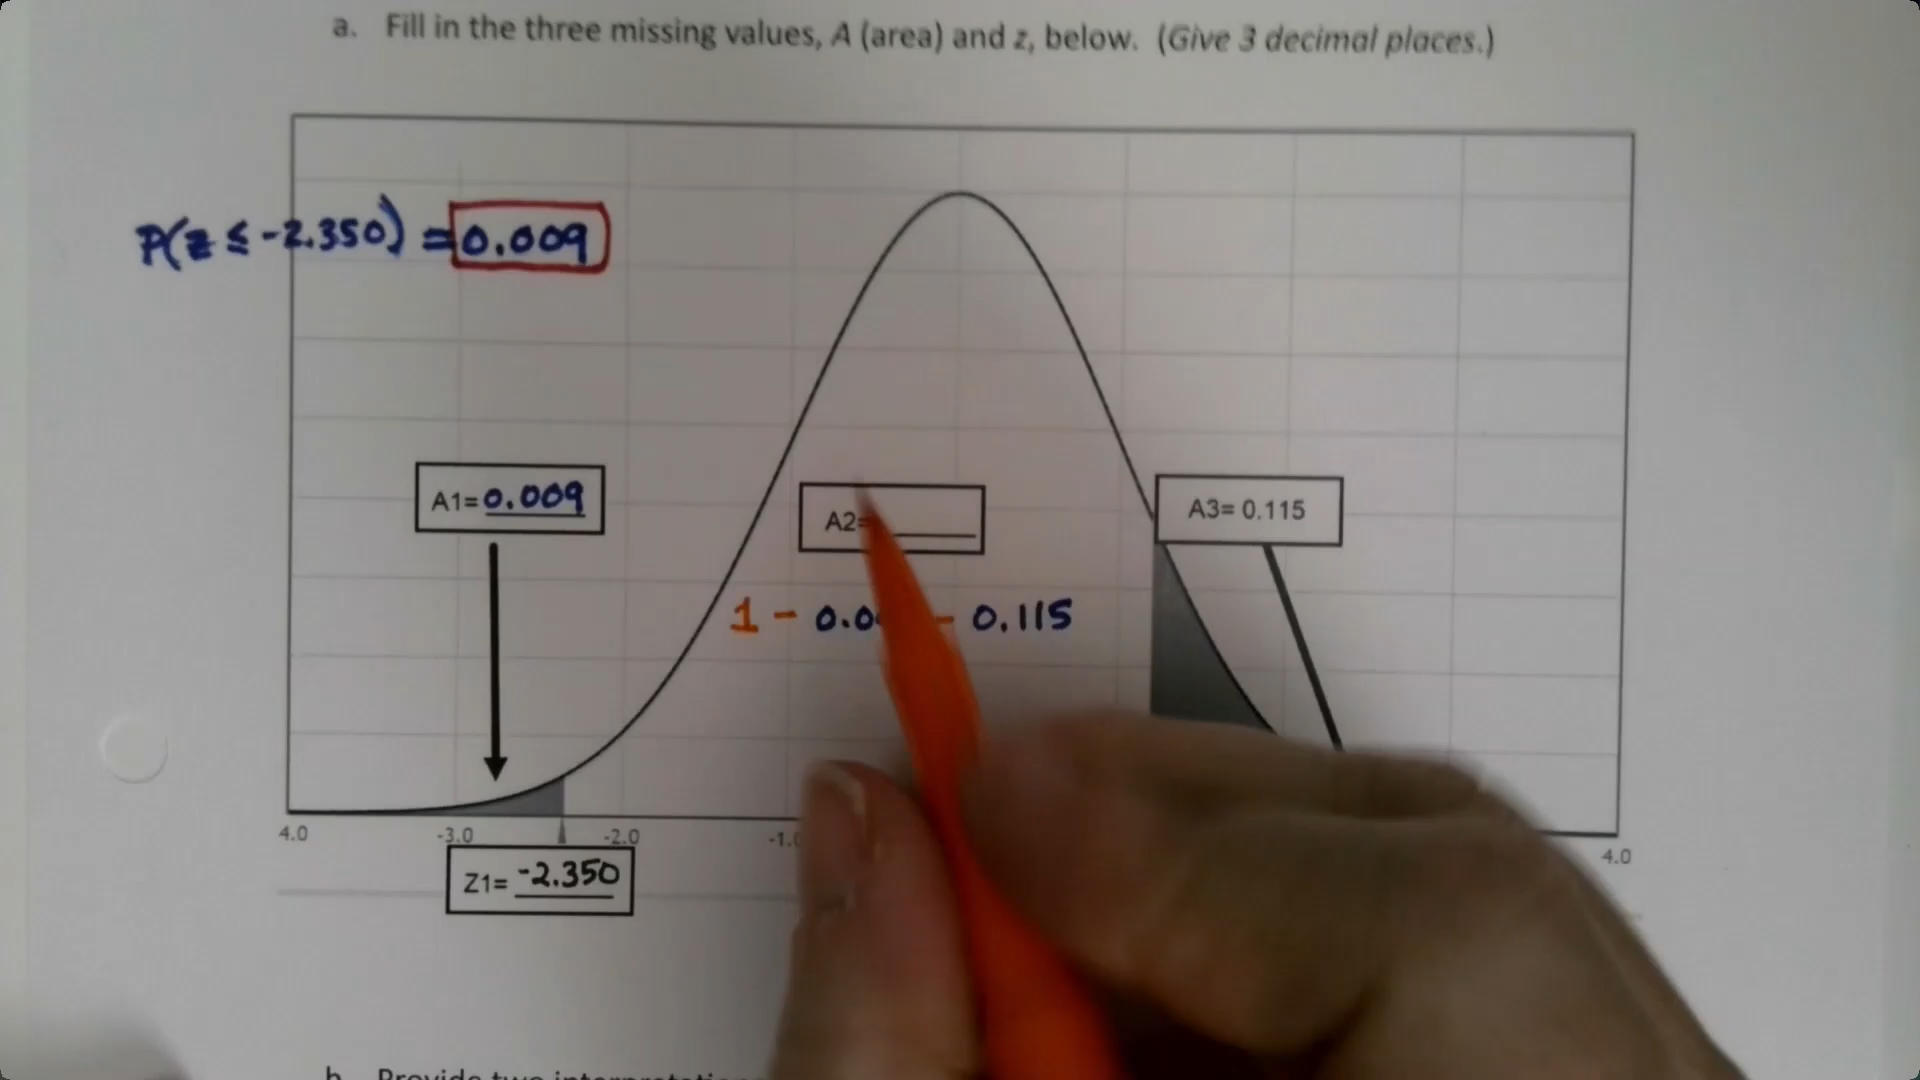 a. Fill in the three missing values, A (area) and z, below. (Give 3 decimal places.)
P(z ≤ -2.350) = 0.009
A1= 0.009
A2=
A3= 0.115
1 - 0.0 - 0.115
4.0 -3.0 -2.0 4.0
Z1= -2.350
b. Provide two